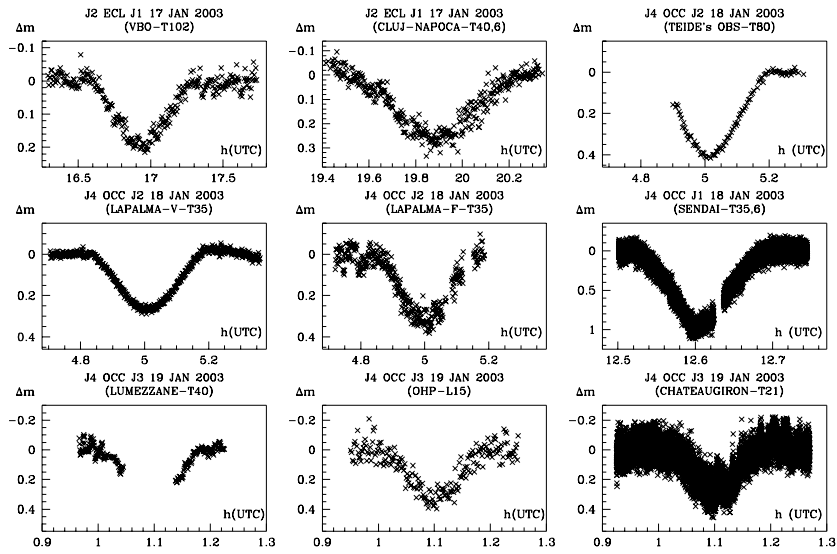 J2 ECL J1 17 JAN 2003
(VBO-T102)
Δm
-0.1
0
0.1
0.2
h(UTC)
16.5 17 17.5
J2 ECL J1 17 JAN 2003
(CLUJ-NAPOCA-T40,6)
Δm
-0.1
0
0.1
0.2
0.3
h(UTC)
19.4 19.6 19.8 20 20.2
J4 OCC J2 18 JAN 2003
(TEIDE's OBS-T80)
Δm
0
0.2
0.4
h (UTC)
4.8 5 5.2
J4 OCC J2 18 JAN 2003
(LAPALMA-V-T35)
Δm
0
0.2
0.4
h(UTC)
4.8 5 5.2
J4 OCC J2 18 JAN 2003
(LAPALMA-F-T35)
Δm
0
0.2
0.4
h(UTC)
4.8 5 5.2
J4 OCC J1 18 JAN 2003
(SENDAI-T35,6)
Δm
0
0.5
1
h (UTC)
12.5 12.6 12.7
J4 OCC J3 19 JAN 2003
(LUMEZZANE-T40)
Δm
-0.2
0
0.2
0.4
h(UTC)
0.9 1 1.1 1.2 1.3
J4 OCC J3 19 JAN 2003
(OHP-L15)
Δm
-0.2
0
0.2
0.4
h(UTC)
0.9 1 1.1 1.2 1.3
J4 OCC J3 19 JAN 2003
(CHATEAUGIRON-T21)
Δm
-0.2
0
0.2
0.4
h (UTC)
0.9 1 1.1 1.2 1.3